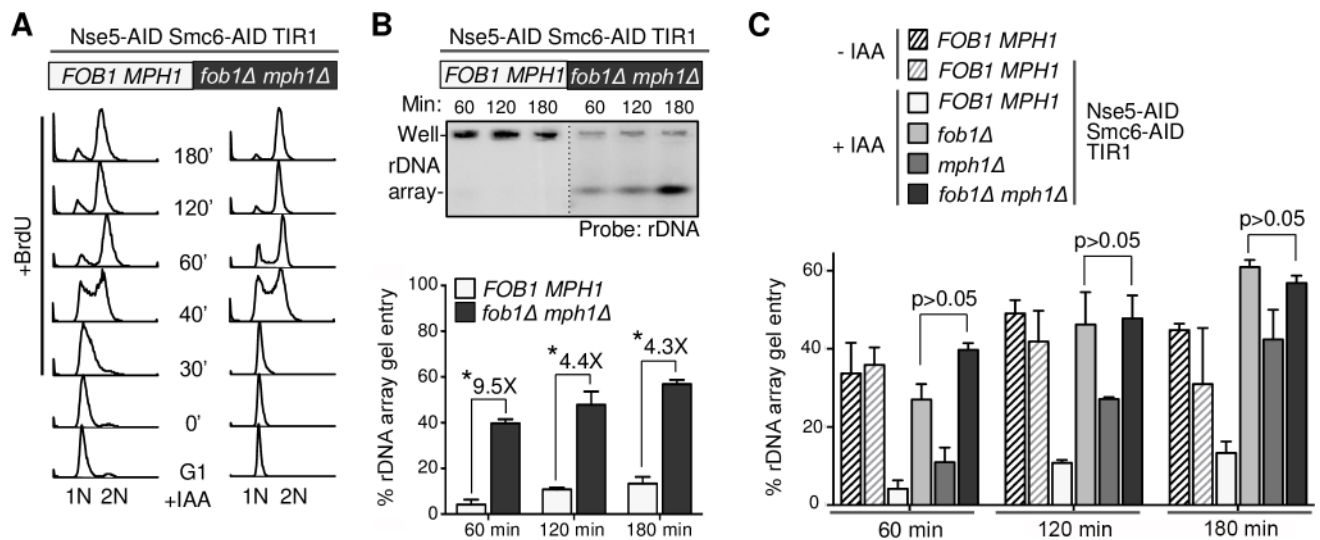 A
Nse5-AID Smc6-AID TIR1
FOB1 MPH1 fob1Δ mph1Δ
+BrdU
180'
120'
60'
40'
30'
0'
G1
1N 2N +IAA 1N 2N
B
Nse5-AID Smc6-AID TIR1
FOB1 MPH1 fob1Δ mph1Δ
Min: 60 120 180 60 120 180
Well-
rDNA
array-
Probe: rDNA
% rDNA array gel entry
100
80
60
40
20
0
FOB1 MPH1
fob1Δ mph1Δ
*9.5X
*4.4X
*4.3X
60 min 120 min 180 min
C
- IAA
FOB1 MPH1
FOB1 MPH1
+ IAA
FOB1 MPH1
fob1Δ
mph1Δ
fob1Δ mph1Δ
Nse5-AID
Smc6-AID
TIR1
% rDNA array gel entry
60
40
20
0
p>0.05
p>0.05
p>0.05
60 min 120 min 180 min